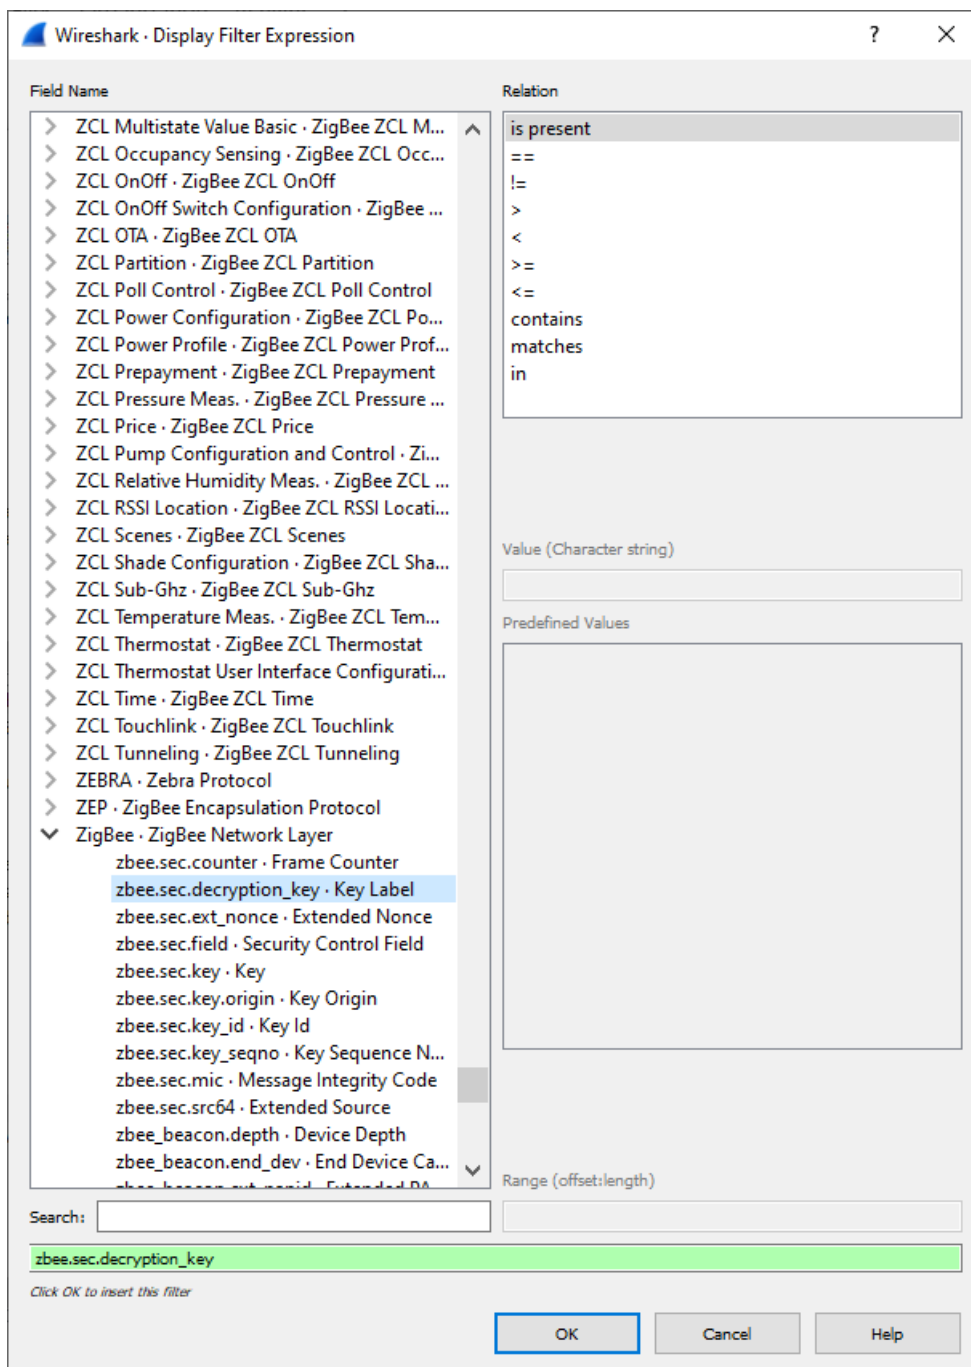 Wireshark · Display Filter Expression
?
Field Name
ZCL Multistate Value Basic · ZigBee ZCL M...
ZCL Occupancy Sensing · ZigBee ZCL Occ...
ZCL OnOff · ZigBee ZCL OnOff
ZCL OnOff Switch Configuration · ZigBee ...
ZCL OTA · ZigBee ZCL OTA
ZCL Partition · ZigBee ZCL Partition
ZCL Poll Control · ZigBee ZCL Poll Control
ZCL Power Configuration · ZigBee ZCL Po...
ZCL Power Profile · ZigBee ZCL Power Prof...
ZCL Prepayment · ZigBee ZCL Prepayment
ZCL Pressure Meas. · ZigBee ZCL Pressure ...
ZCL Price · ZigBee ZCL Price
ZCL Pump Configuration and Control · Zi...
ZCL Relative Humidity Meas. · ZigBee ZCL ...
ZCL RSSI Location · ZigBee ZCL RSSI Locati...
ZCL Scenes · ZigBee ZCL Scenes
ZCL Shade Configuration · ZigBee ZCL Sha...
ZCL Sub-Ghz · ZigBee ZCL Sub-Ghz
ZCL Temperature Meas. · ZigBee ZCL Tem...
ZCL Thermostat · ZigBee ZCL Thermostat
ZCL Thermostat User Interface Configurati...
ZCL Time · ZigBee ZCL Time
ZCL Touchlink · ZigBee ZCL Touchlink
ZCL Tunneling · ZigBee ZCL Tunneling
ZEBRA · Zebra Protocol
ZEP · ZigBee Encapsulation Protocol
ZigBee · ZigBee Network Layer
zbee.sec.counter · Frame Counter
zbee.sec.decryption_key · Key Label
zbee.sec.ext_nonce · Extended Nonce
zbee.sec.field · Security Control Field
zbee.sec.key · Key
zbee.sec.key.origin · Key Origin
zbee.sec.key_id · Key Id
zbee.sec.key_seqno · Key Sequence N...
zbee.sec.mic · Message Integrity Code
zbee.sec.src64 · Extended Source
zbee_beacon.depth · Device Depth
zbee_beacon.end_dev · End Device Ca...
Search:
Relation
is present
==
!=
>
<
>=
<=
contains
matches
in
Value (Character string)
Predefined Values
Range (offset:length)
zbee.sec.decryption_key
Click OK to insert this filter
OK
Cancel
Help